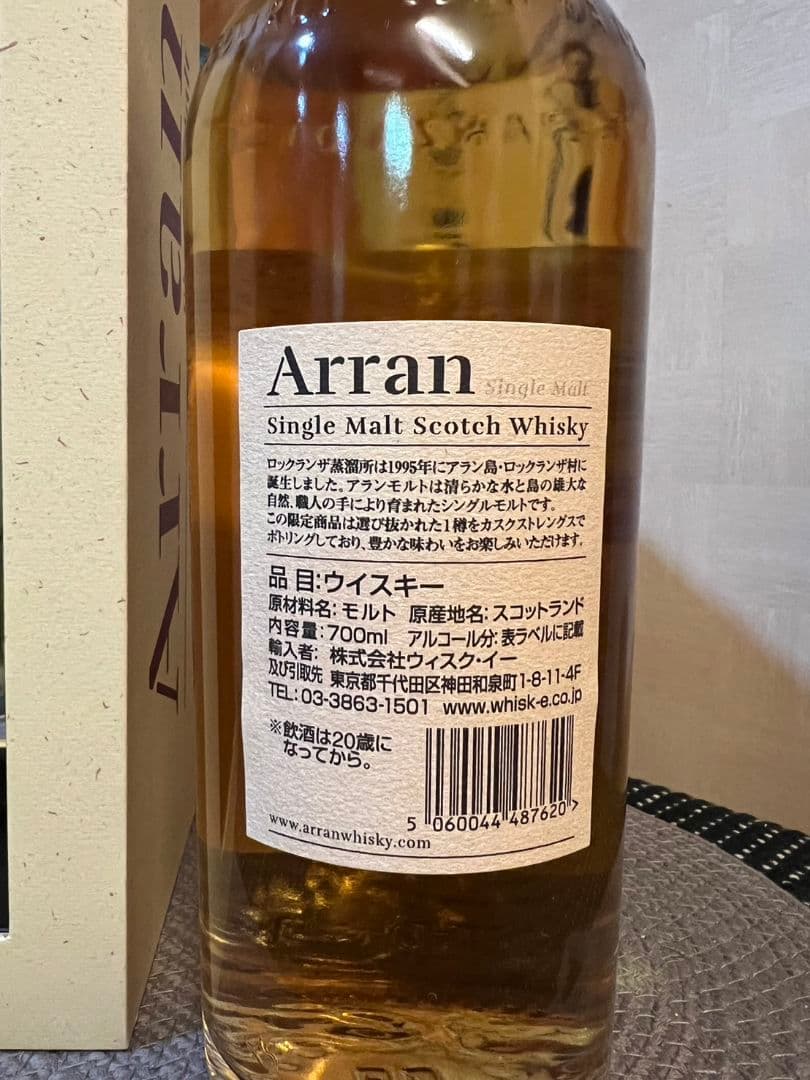 Arran Single Malt
Single Malt Scotch Whisky
ロックランザ蒸溜所は1995年にアラン島・ロックランザ村に
誕生しました。アランモルトは清らかな水と島の雄大な
自然、職人の手により育まれたシングルモルトです。
この限定商品は選び抜かれた1樽をカスクストレングスで
ボトリングしており、豊かな味わいをお楽しみいただけます。
品 目:ウイスキー
原材料名: モルト 原産地名: スコットランド
内容量: 700ml アルコール分: 表ラベルに記載
輸入者: 株式会社ウィスク・イー
及び引取先 東京都千代田区神田和泉町1-8-11-4F
TEL: 03-3863-1501 www.whisk-e.co.jp
※飲酒は20歳に
なってから。
5 060044 487620 >
www.arranwhisky.com